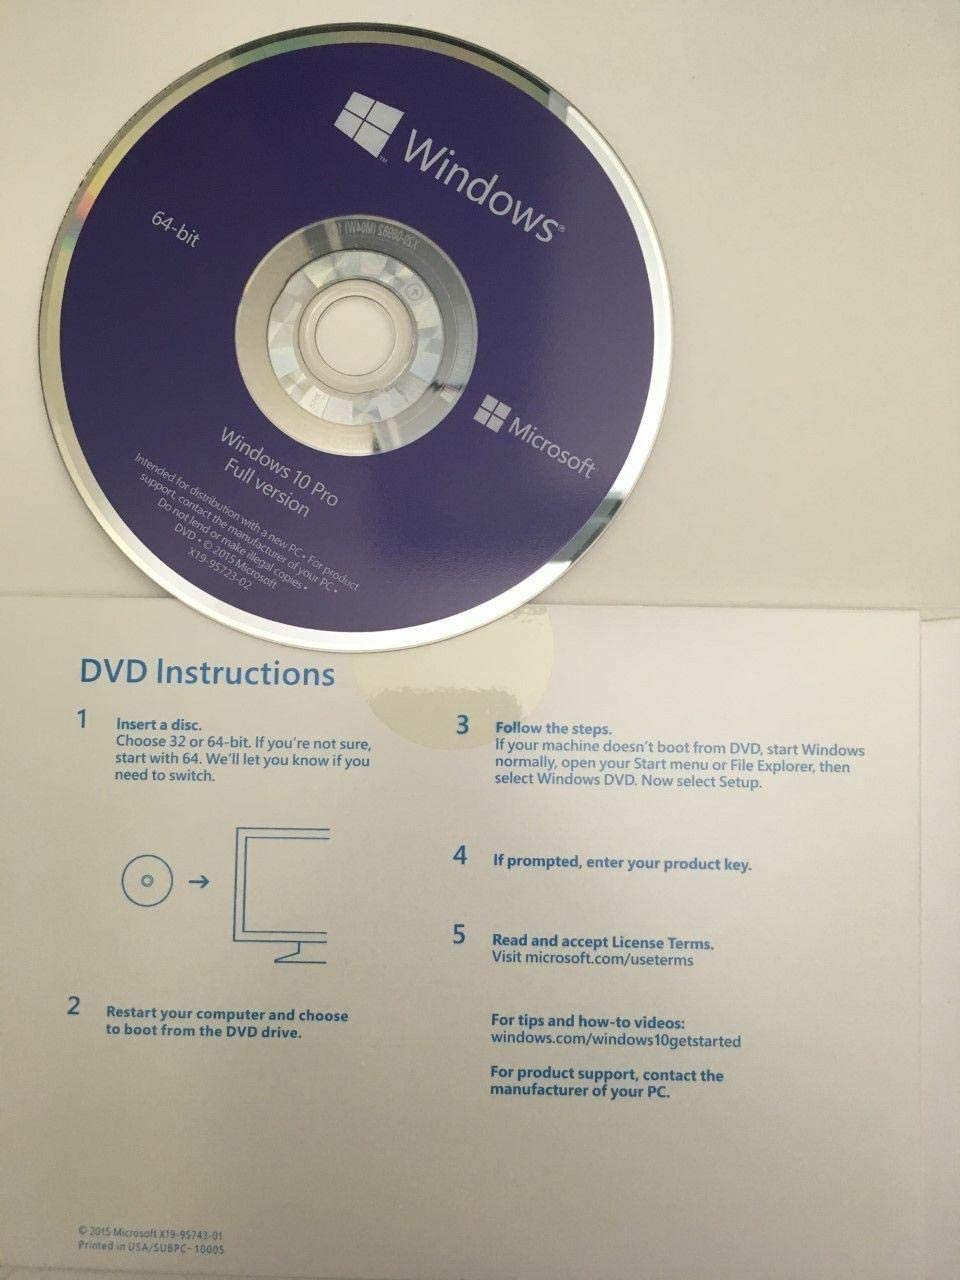 Windows®
64-bit
Microsoft
Windows 10 Pro
Full version
Intended for distribution with a new PC • For product
support, contact the manufacturer of your PC •
Do not lend or make illegal copies •
DVD • © 2015 Microsoft
X19-95723-02
DVD Instructions
1
Insert a disc.
Choose 32 or 64-bit. If you're not sure,
start with 64. We'll let you know if you
need to switch.
2
Restart your computer and choose
to boot from the DVD drive.
3
Follow the steps.
If your machine doesn't boot from DVD, start Windows
normally, open your Start menu or File Explorer, then
select Windows DVD. Now select Setup.
4
If prompted, enter your product key.
5
Read and accept License Terms.
Visit microsoft.com/useterms
For tips and how-to videos:
windows.com/windows10getstarted
For product support, contact the
manufacturer of your PC.
© 2015 Microsoft X19-95743-01
Printed in USA/SUBPC-10005